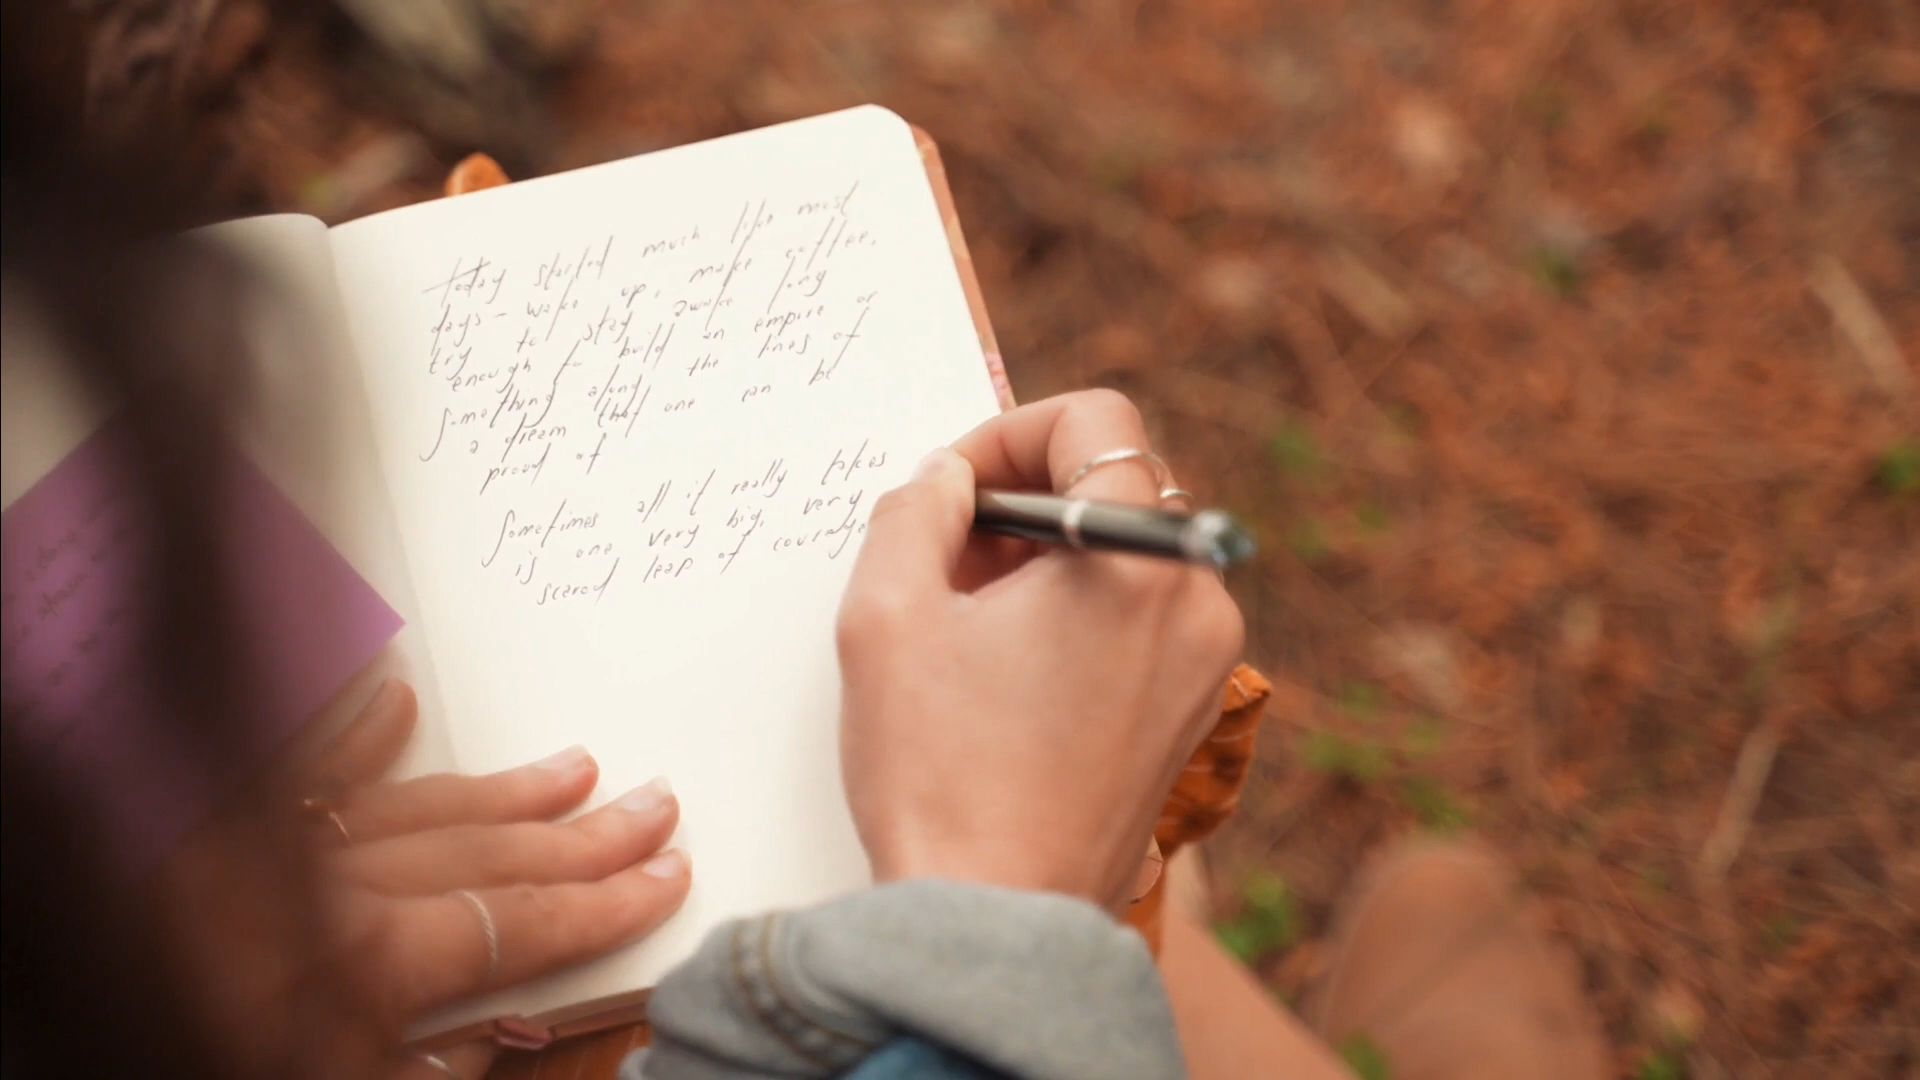 Today started much like most
days - wake up, make coffee,
try to stay awake long
enough to build an empire or
something along the lines of
a dream that one can be
proud of
Sometimes all it really takes
is one very big, very
scared leap of courage